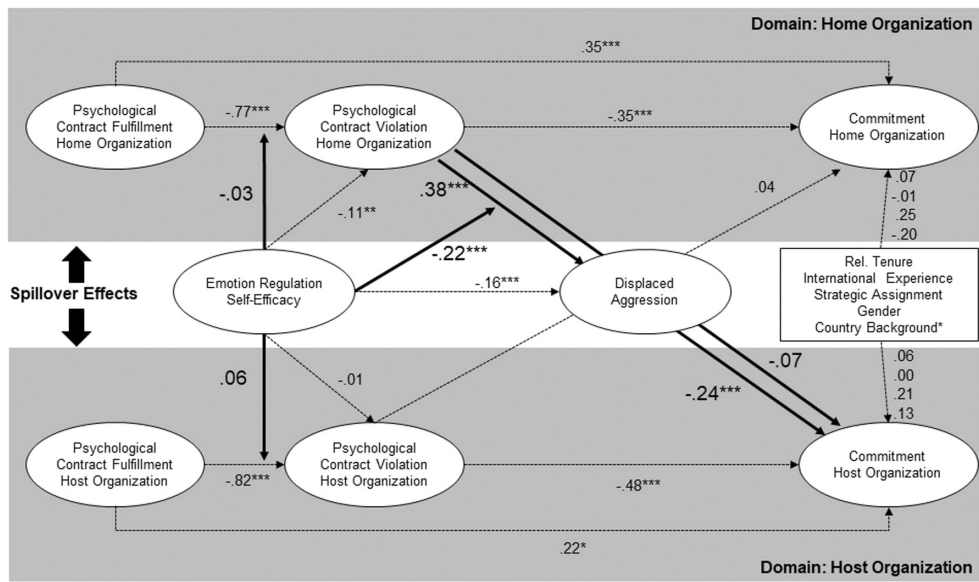 Domain: Home Organization
.35***
Psychological
Contract Fulfillment
Home Organization
-.77***
Psychological
Contract Violation
Home Organization
-.35***
Commitment
Home Organization
-.03
-.11**
.38***
.04
.07
-.01
.25
-.20
-.22***
Spillover Effects
Emotion Regulation
Self-Efficacy
-.16***
Displaced
Aggression
Rel. Tenure
International Experience
Strategic Assignment
Gender
Country Background*
.06
-.01
-.07
-.24***
.06
.00
.21
.13
Psychological
Contract Fulfillment
Host Organization
-.82***
Psychological
Contract Violation
Host Organization
-.48***
Commitment
Host Organization
.22*
Domain: Host Organization